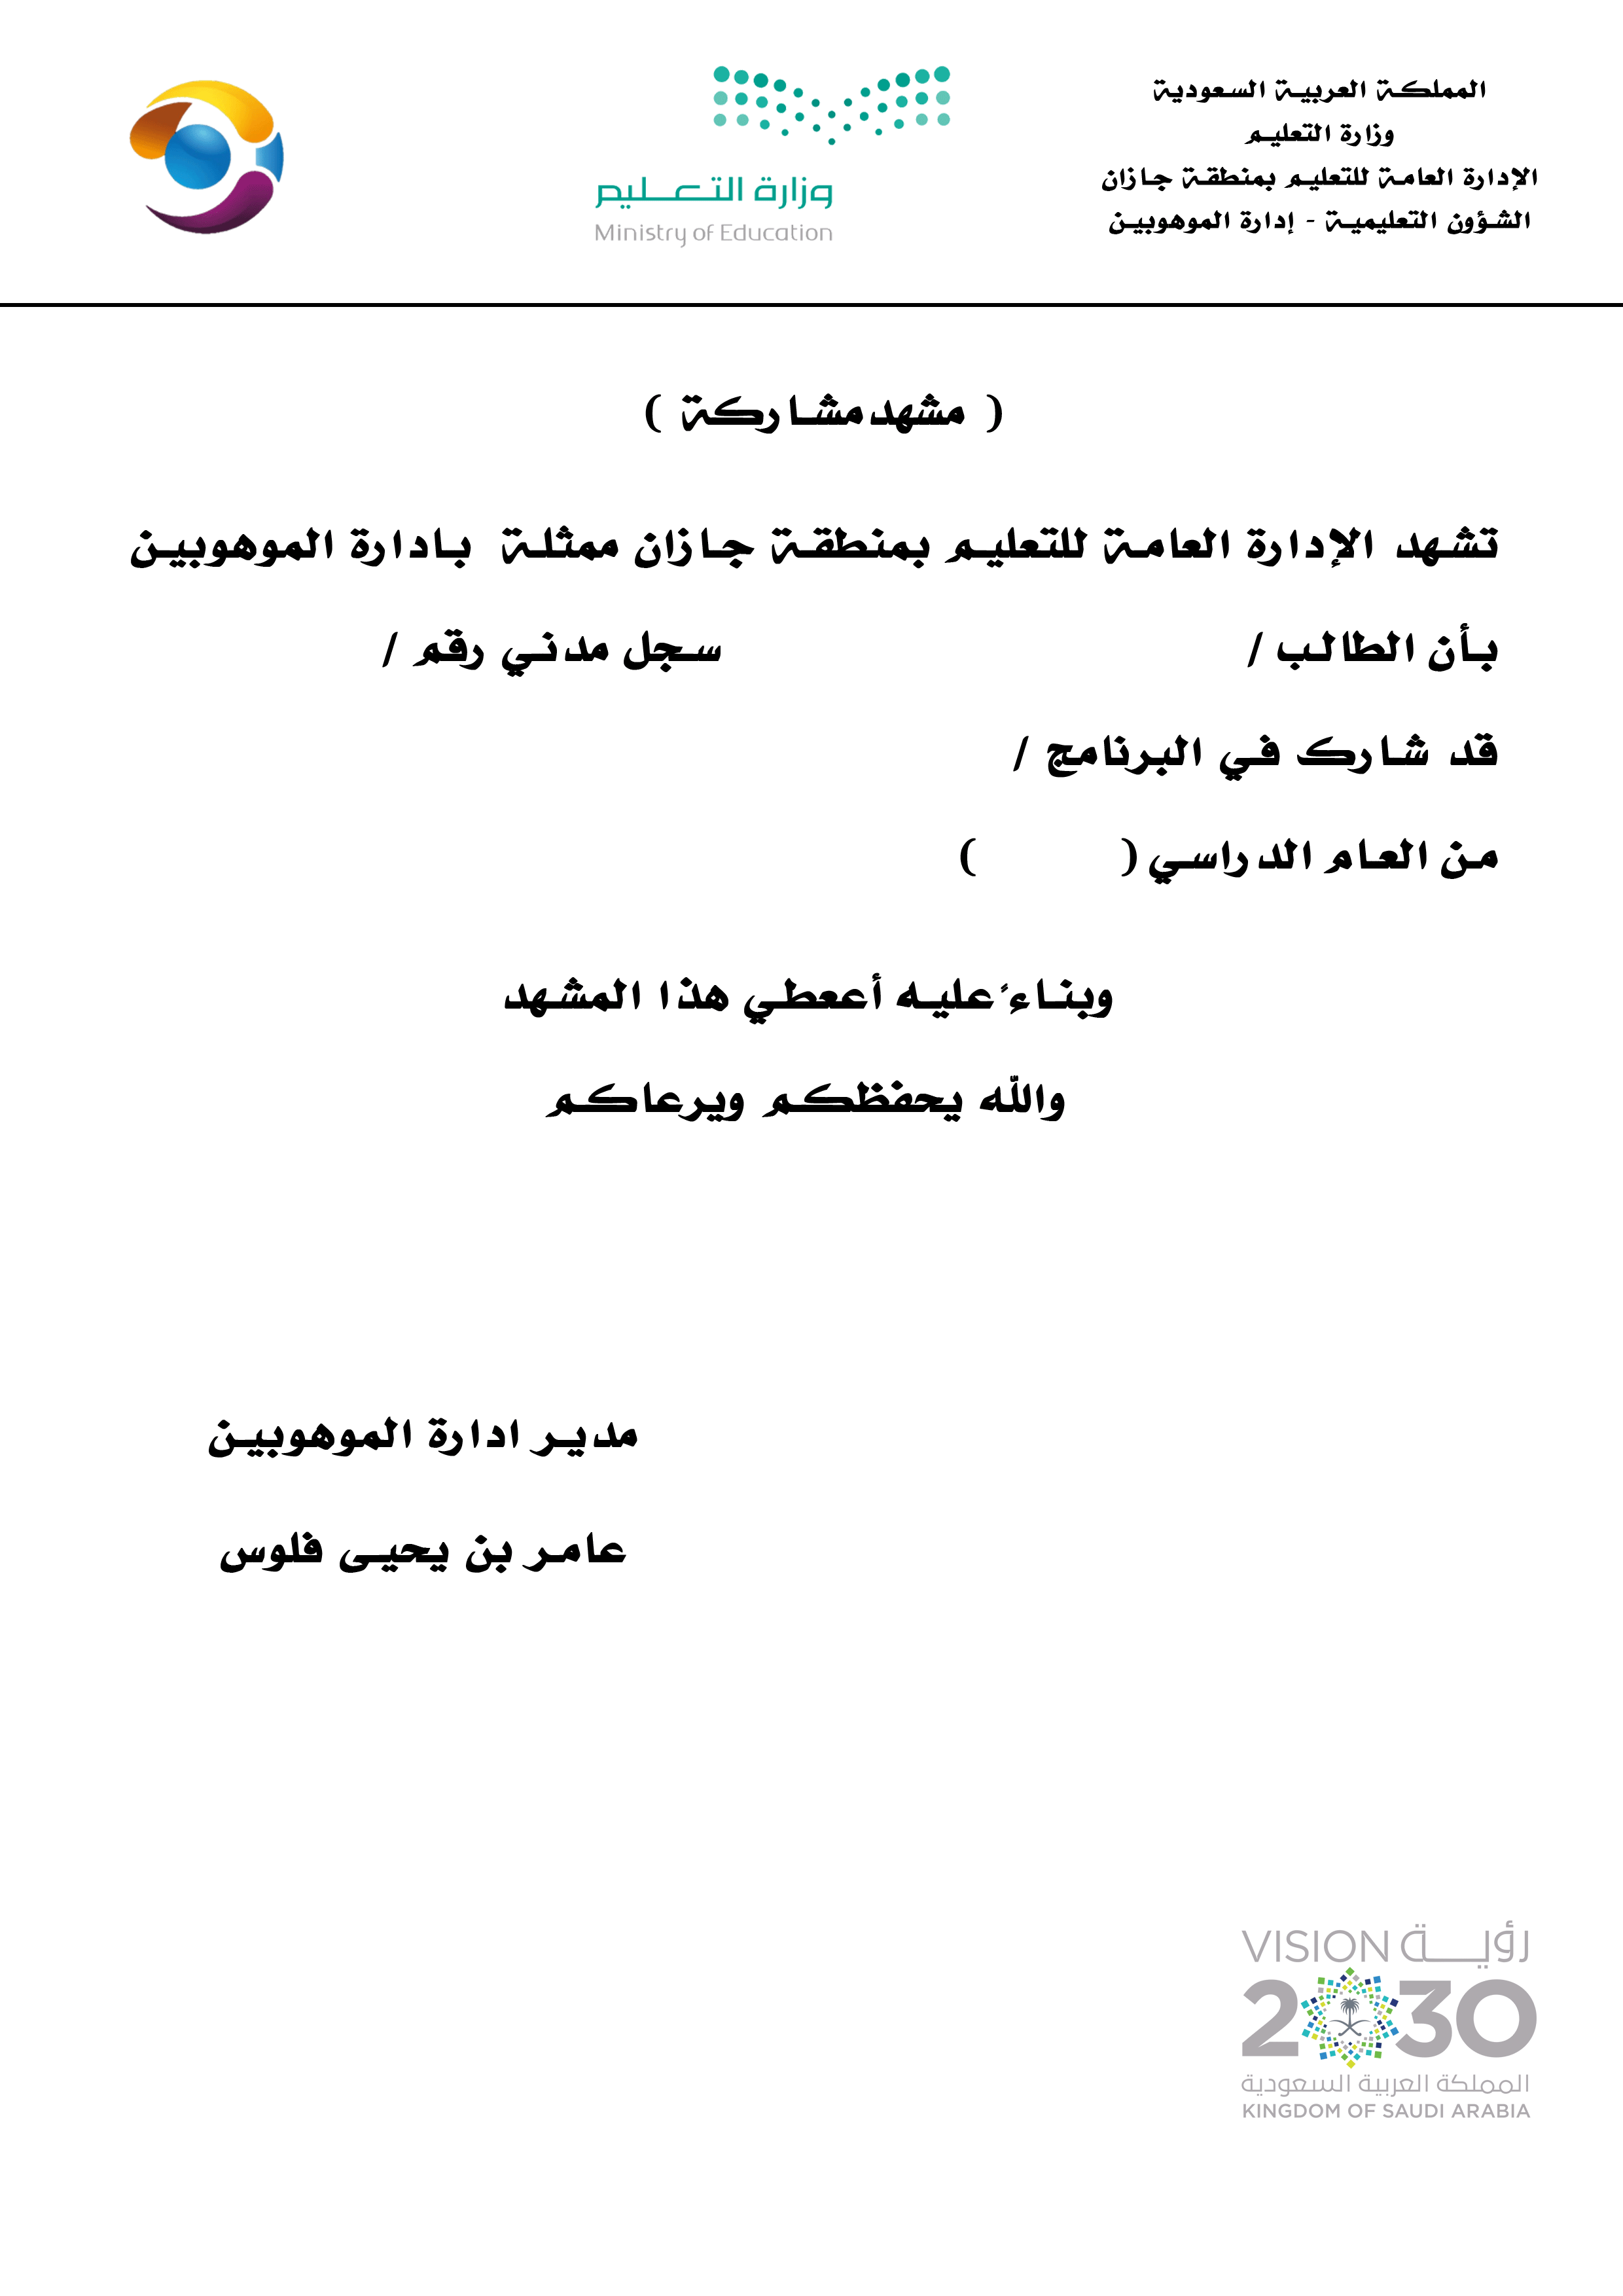 المملكة العربية السعودية
وزارة التعليم
الإدارة العامة للتعليم بمنطقة جازان
الشؤون التعليمية - إدارة الموهوبين
وزارة التعليم
Ministry of Education
( مشهد مشاركة )
تشهد الإدارة العامة للتعليم بمنطقة جازان ممثلة بادارة الموهوبين
بأن الطالب / سجل مدني رقم /
قد شارك في البرنامج /
من العام الدراسي ( )
وبناءً عليه أععطي هذا المشهد
والله يحفظكم ويرعاكم
مدير ادارة الموهوبين
عامر بن يحيى فلوس
VISION رؤية
2030
المملكة العربية السعودية
KINGDOM OF SAUDI ARABIA